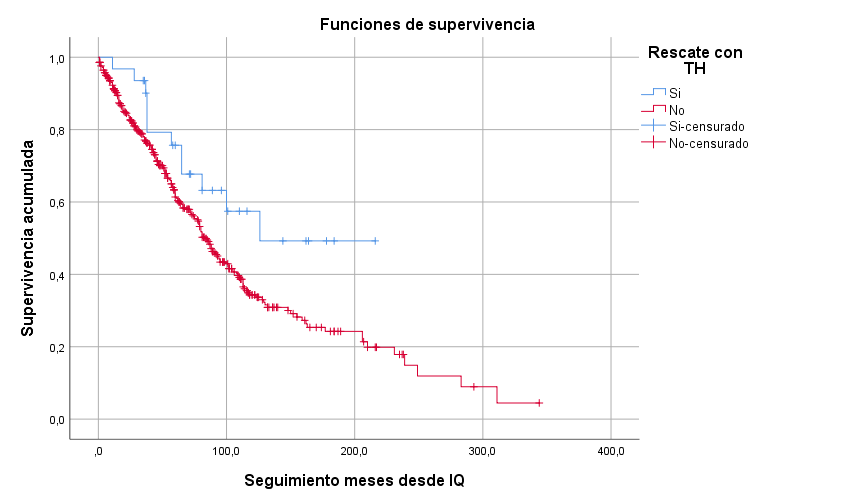 Funciones de supervivencia
Rescate con
TH
Si
No
Si-censurado
No-censurado
Supervivencia acumulada
1,0
0,8
0,6
0,4
0,2
0,0
,0
100,0
200,0
300,0
400,0
Seguimiento meses desde IQ